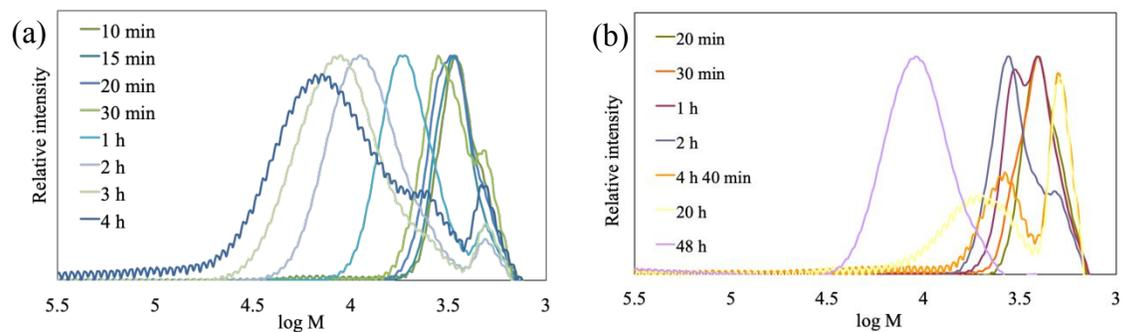 (a)
Relative intensity
10 min
15 min
20 min
30 min
1 h
2 h
3 h
4 h
5.5 5 4.5 4 3.5 3
log M
(b)
Relative intensity
20 min
30 min
1 h
2 h
4 h 40 min
20 h
48 h
5.5 5 4.5 4 3.5 3
log M